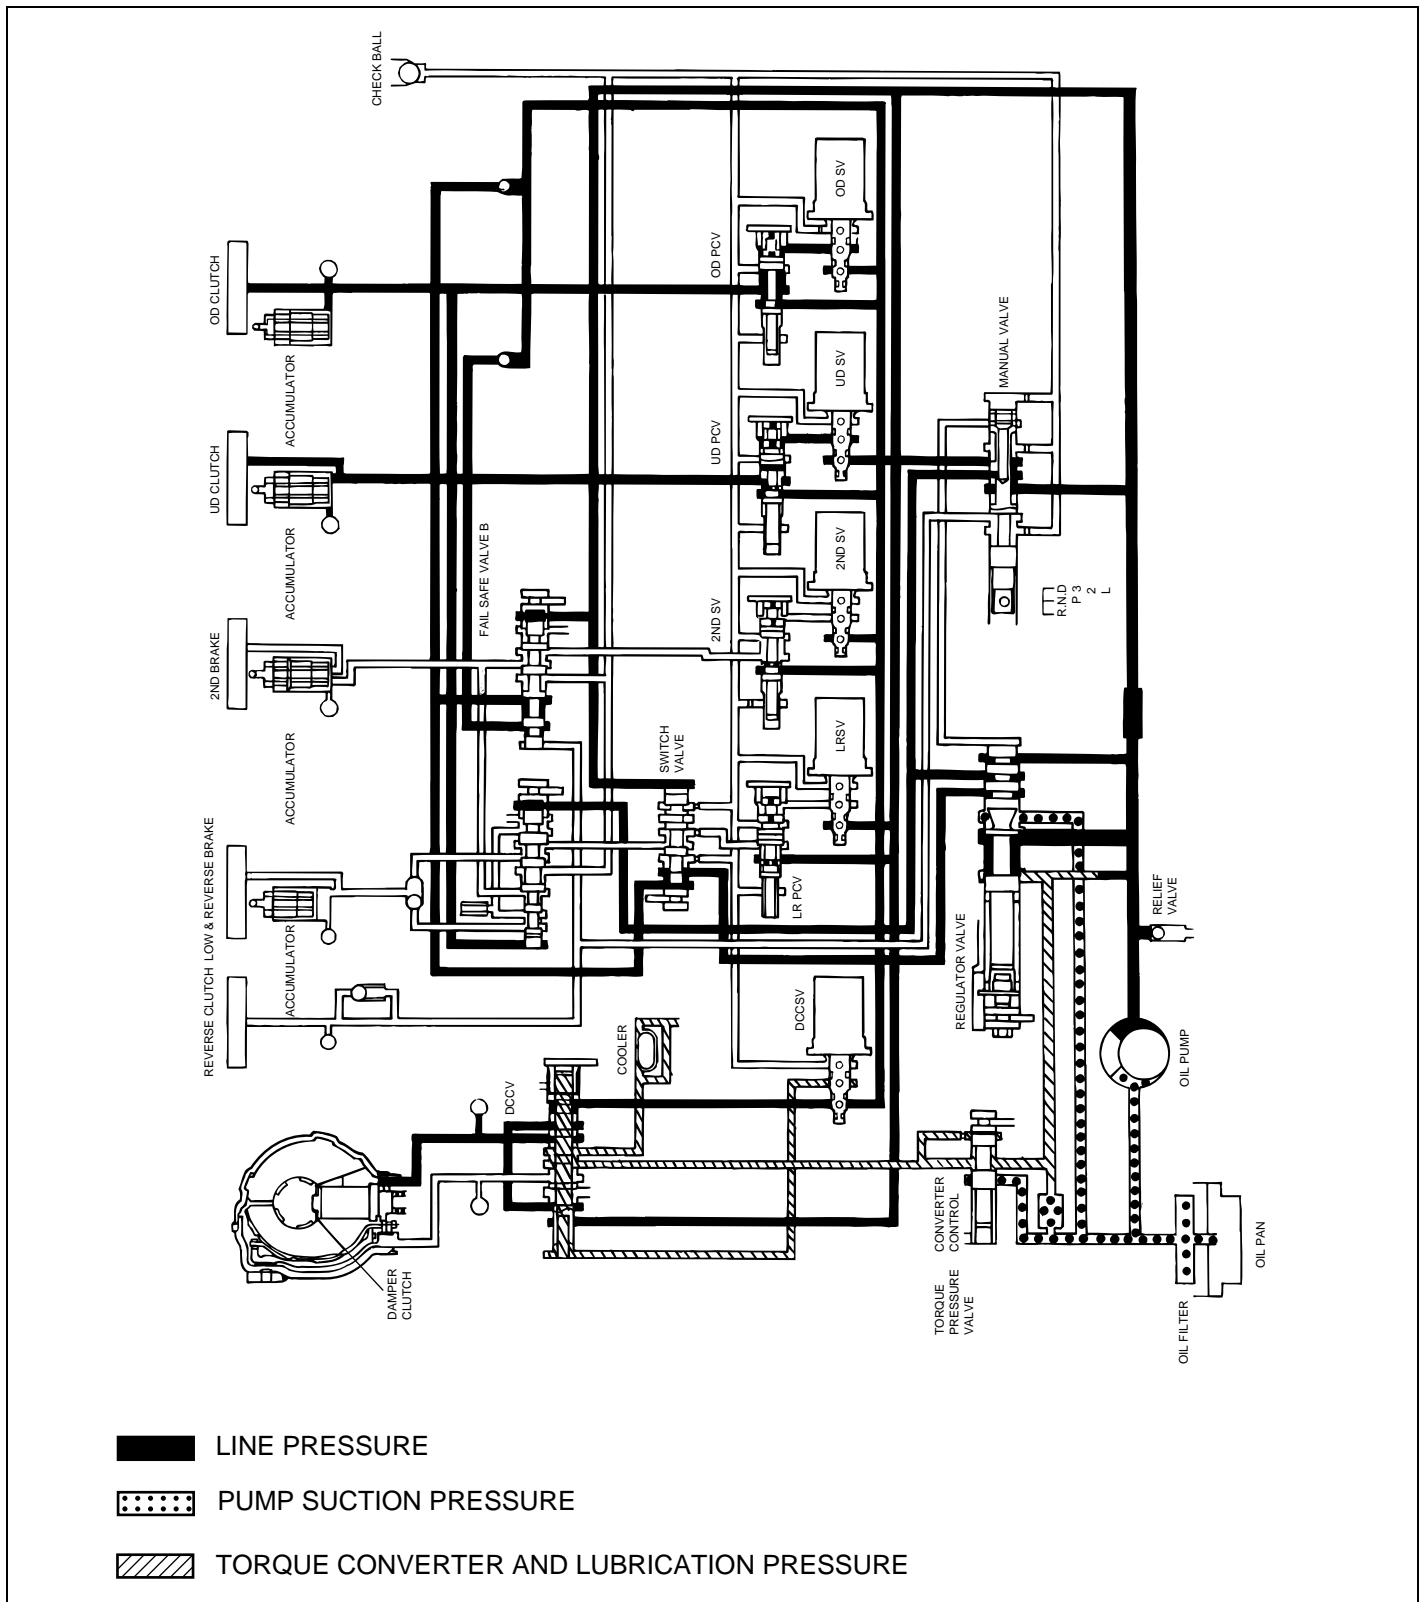 CHECK BALL
OD CLUTCH
ACCUMULATOR
UD CLUTCH
ACCUMULATOR
2ND BRAKE
ACCUMULATOR
LOW & REVERSE BRAKE
ACCUMULATOR
REVERSE CLUTCH
FAIL SAFE VALVE B
SWITCH
VALVE
OD PCV
OD SV
UD PCV
UD SV
2ND SV
2ND SV
LRSV
LR PCV
DCCSV
MANUAL VALVE
R.N.D
P 3
2
L
REGULATOR VALVE
RELIEF
VALVE
OIL PUMP
COOLER
DCCV
DAMPER
CLUTCH
TORQUE CONVERTER
PRESSURE CONTROL
VALVE
OIL FILTER
OIL PAN
LINE PRESSURE
PUMP SUCTION PRESSURE
TORQUE CONVERTER AND LUBRICATION PRESSURE